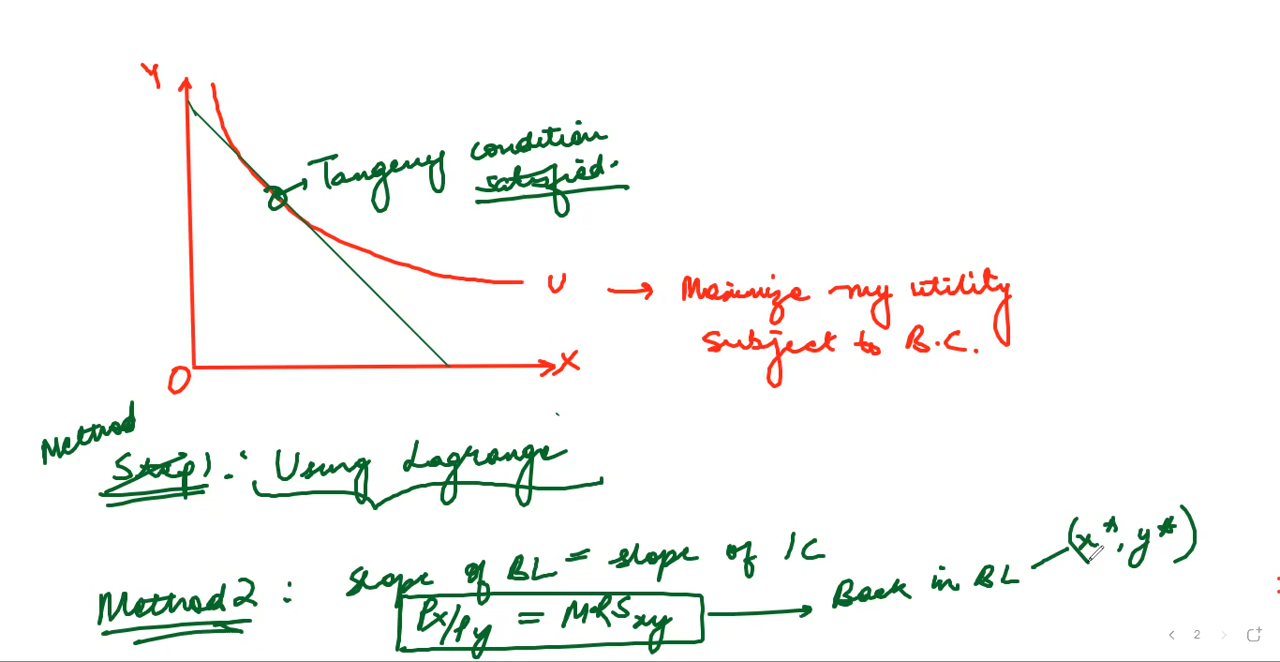 Y
Tangency condition
satisfied.
U → Maximize my utility
subject to B.C.
O
X
Method
Step 1 : Using Lagrange
Method 2 : slope of BL = slope of IC
Px/Py = MRSxy → Back in BL — (x*, y*)
2